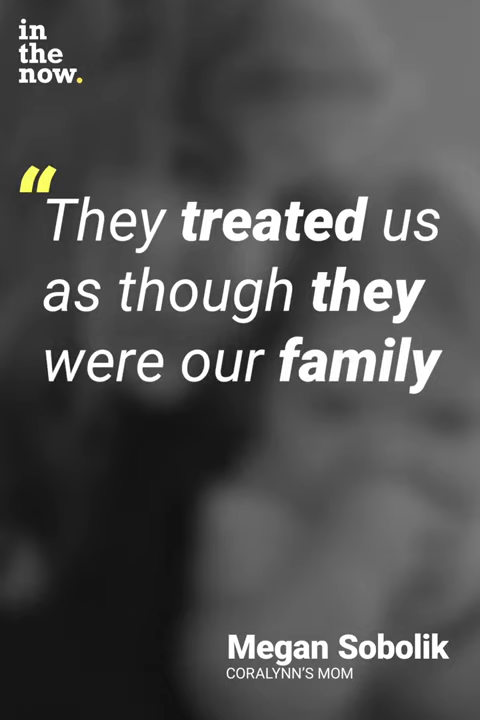 in
the
now.
“They treated us
as though they
were our family
Megan Sobolik
CORALYNN'S MOM